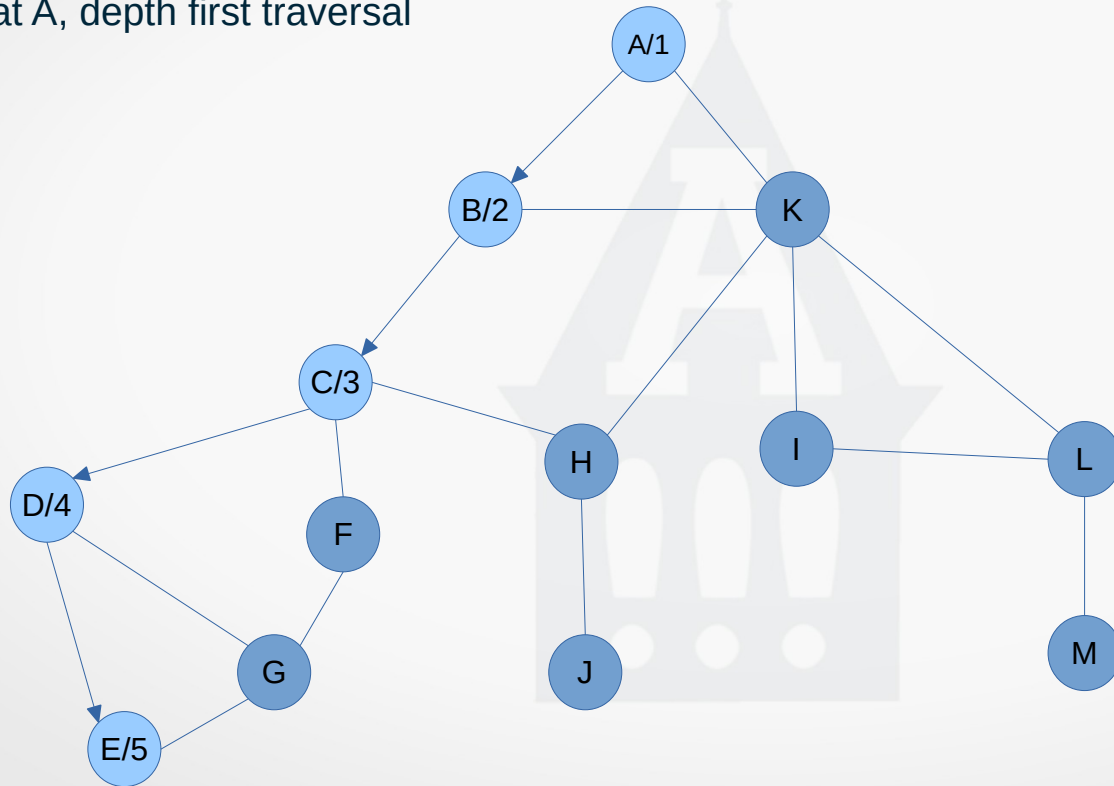 at A, depth first traversal
A/1
B/2
K
C/3
H
I
L
D/4
F
G
J
M
E/5